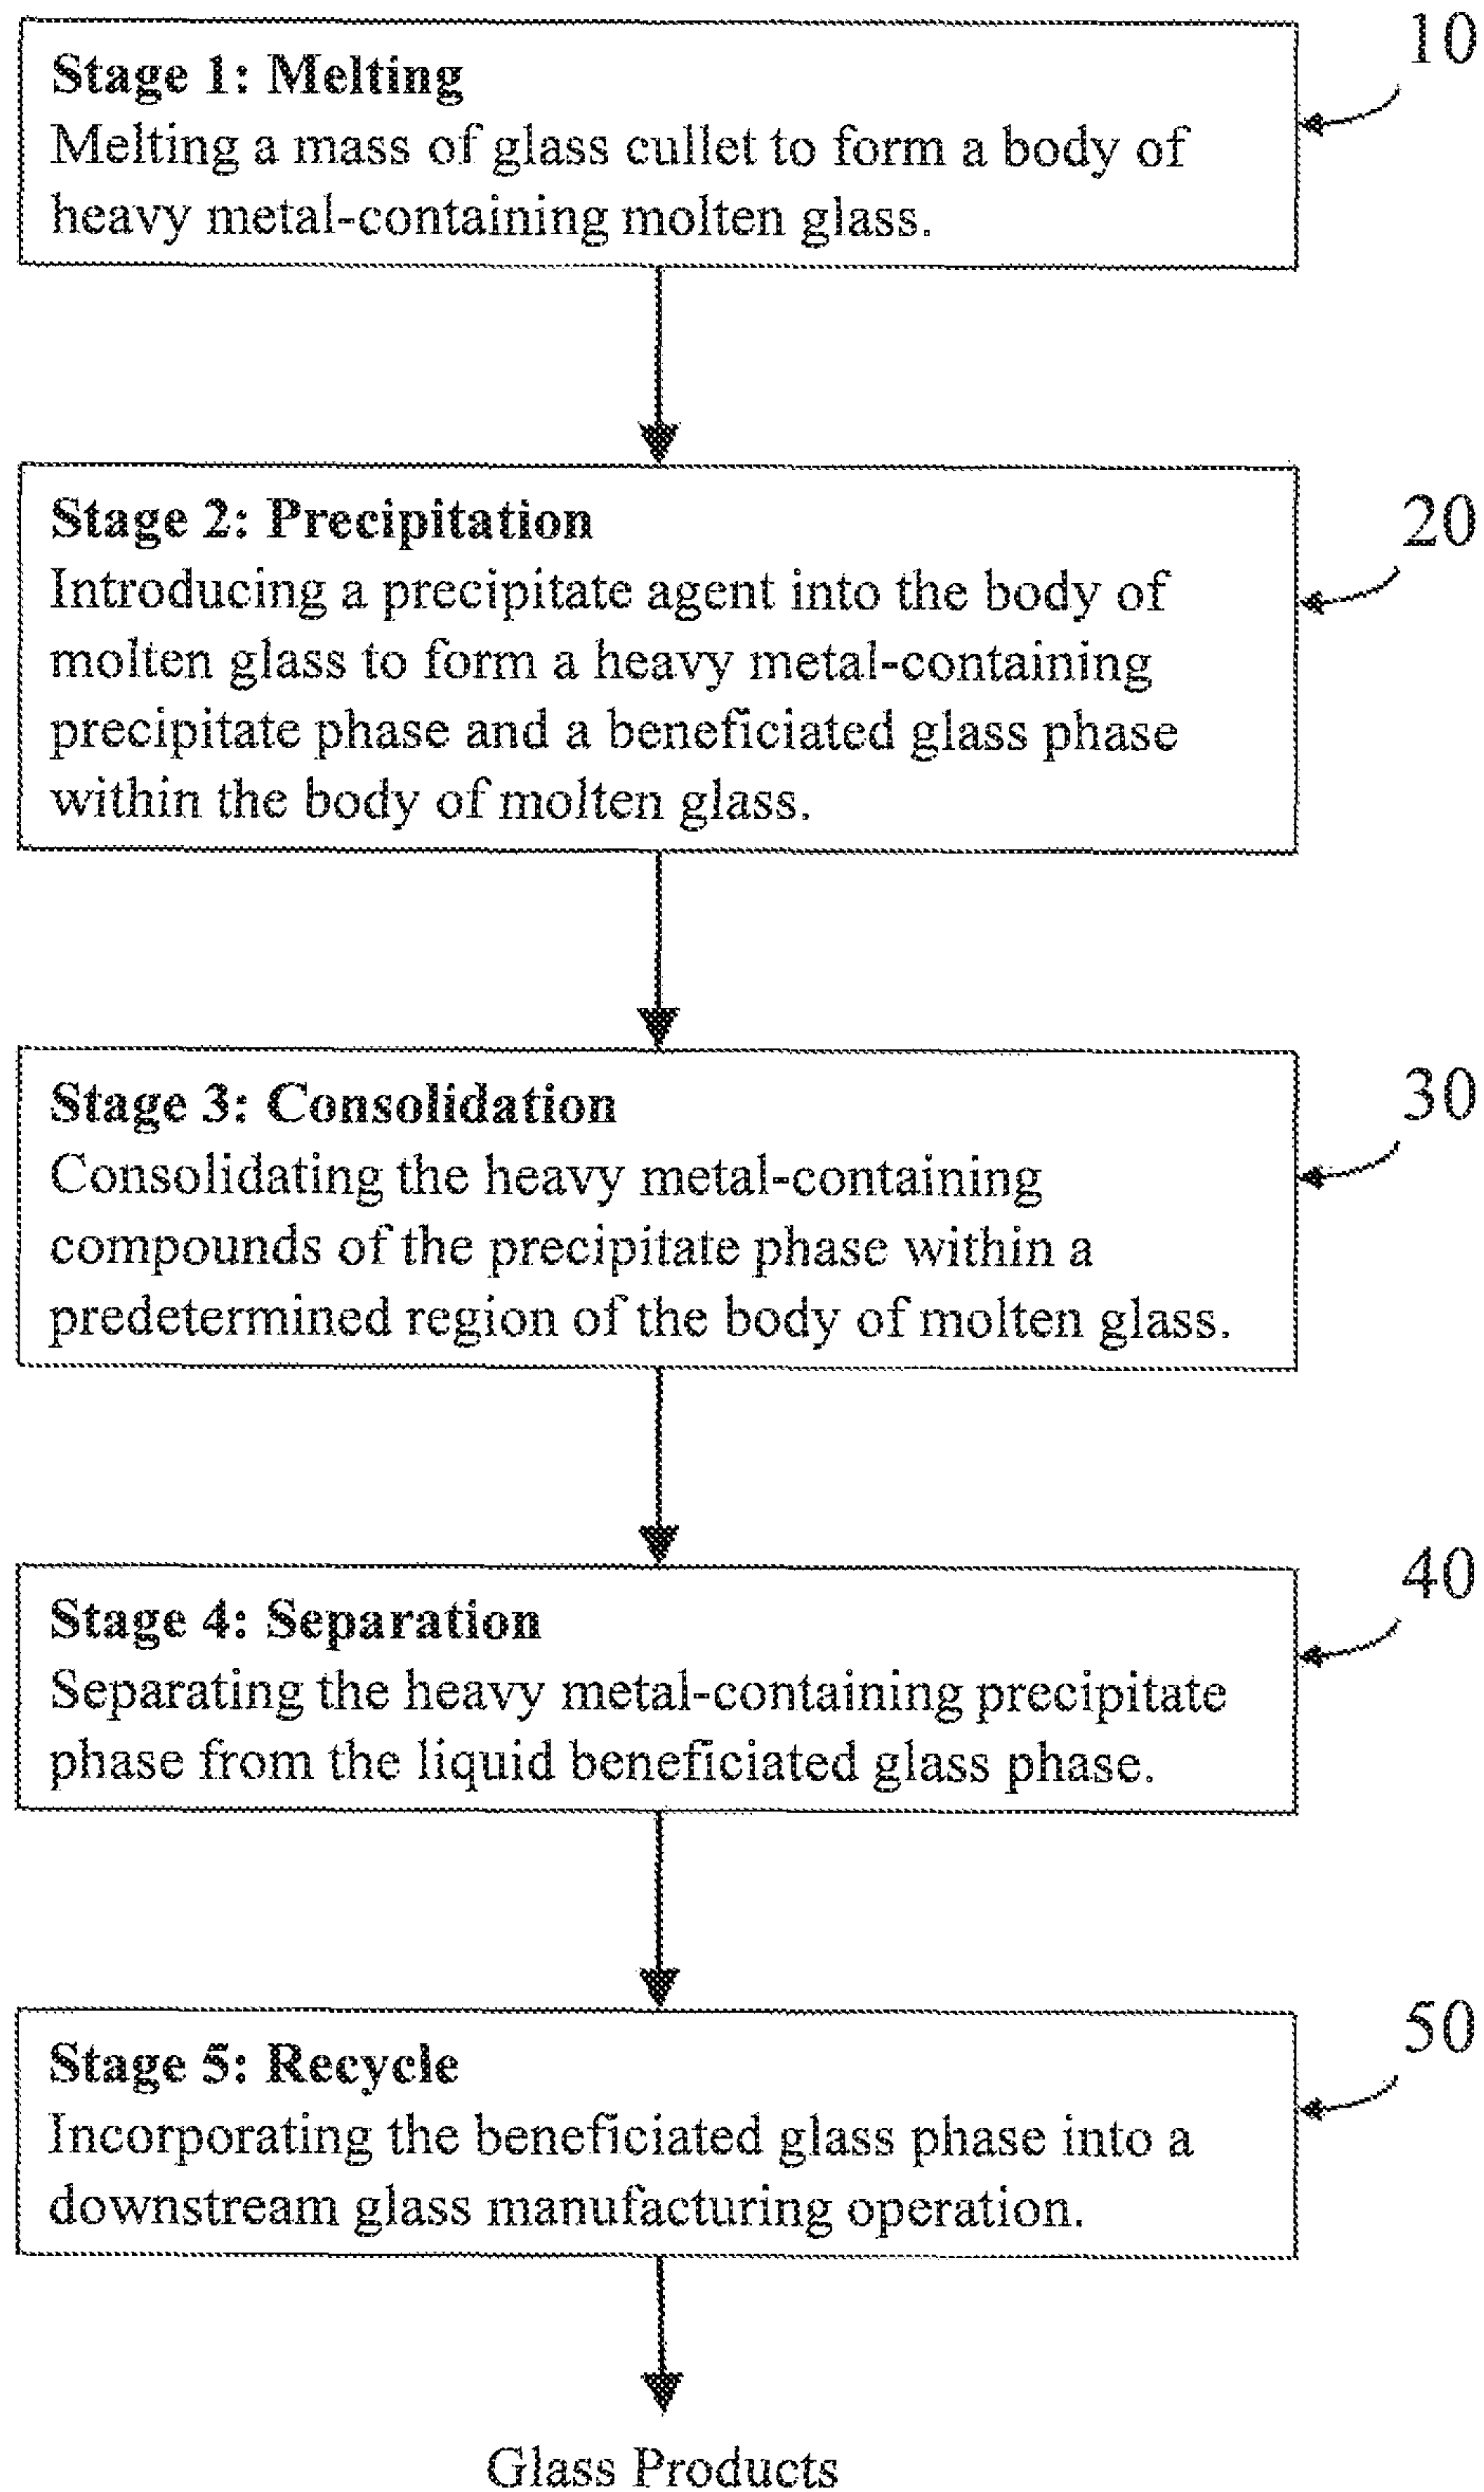 10
Stage 1: Melting
Melting a mass of glass cullet to form a body of
heavy metal-containing molten glass.
20
Stage 2: Precipitation
Introducing a precipitate agent into the body of
molten glass to form a heavy metal-containing
precipitate phase and a beneficiated glass phase
within the body of molten glass.
30
Stage 3: Consolidation
Consolidating the heavy metal-containing
compounds of the precipitate phase within a
predetermined region of the body of molten glass.
40
Stage 4: Separation
Separating the heavy metal-containing precipitate
phase from the liquid beneficiated glass phase.
50
Stage 5: Recycle
Incorporating the beneficiated glass phase into a
downstream glass manufacturing operation.
Glass Products